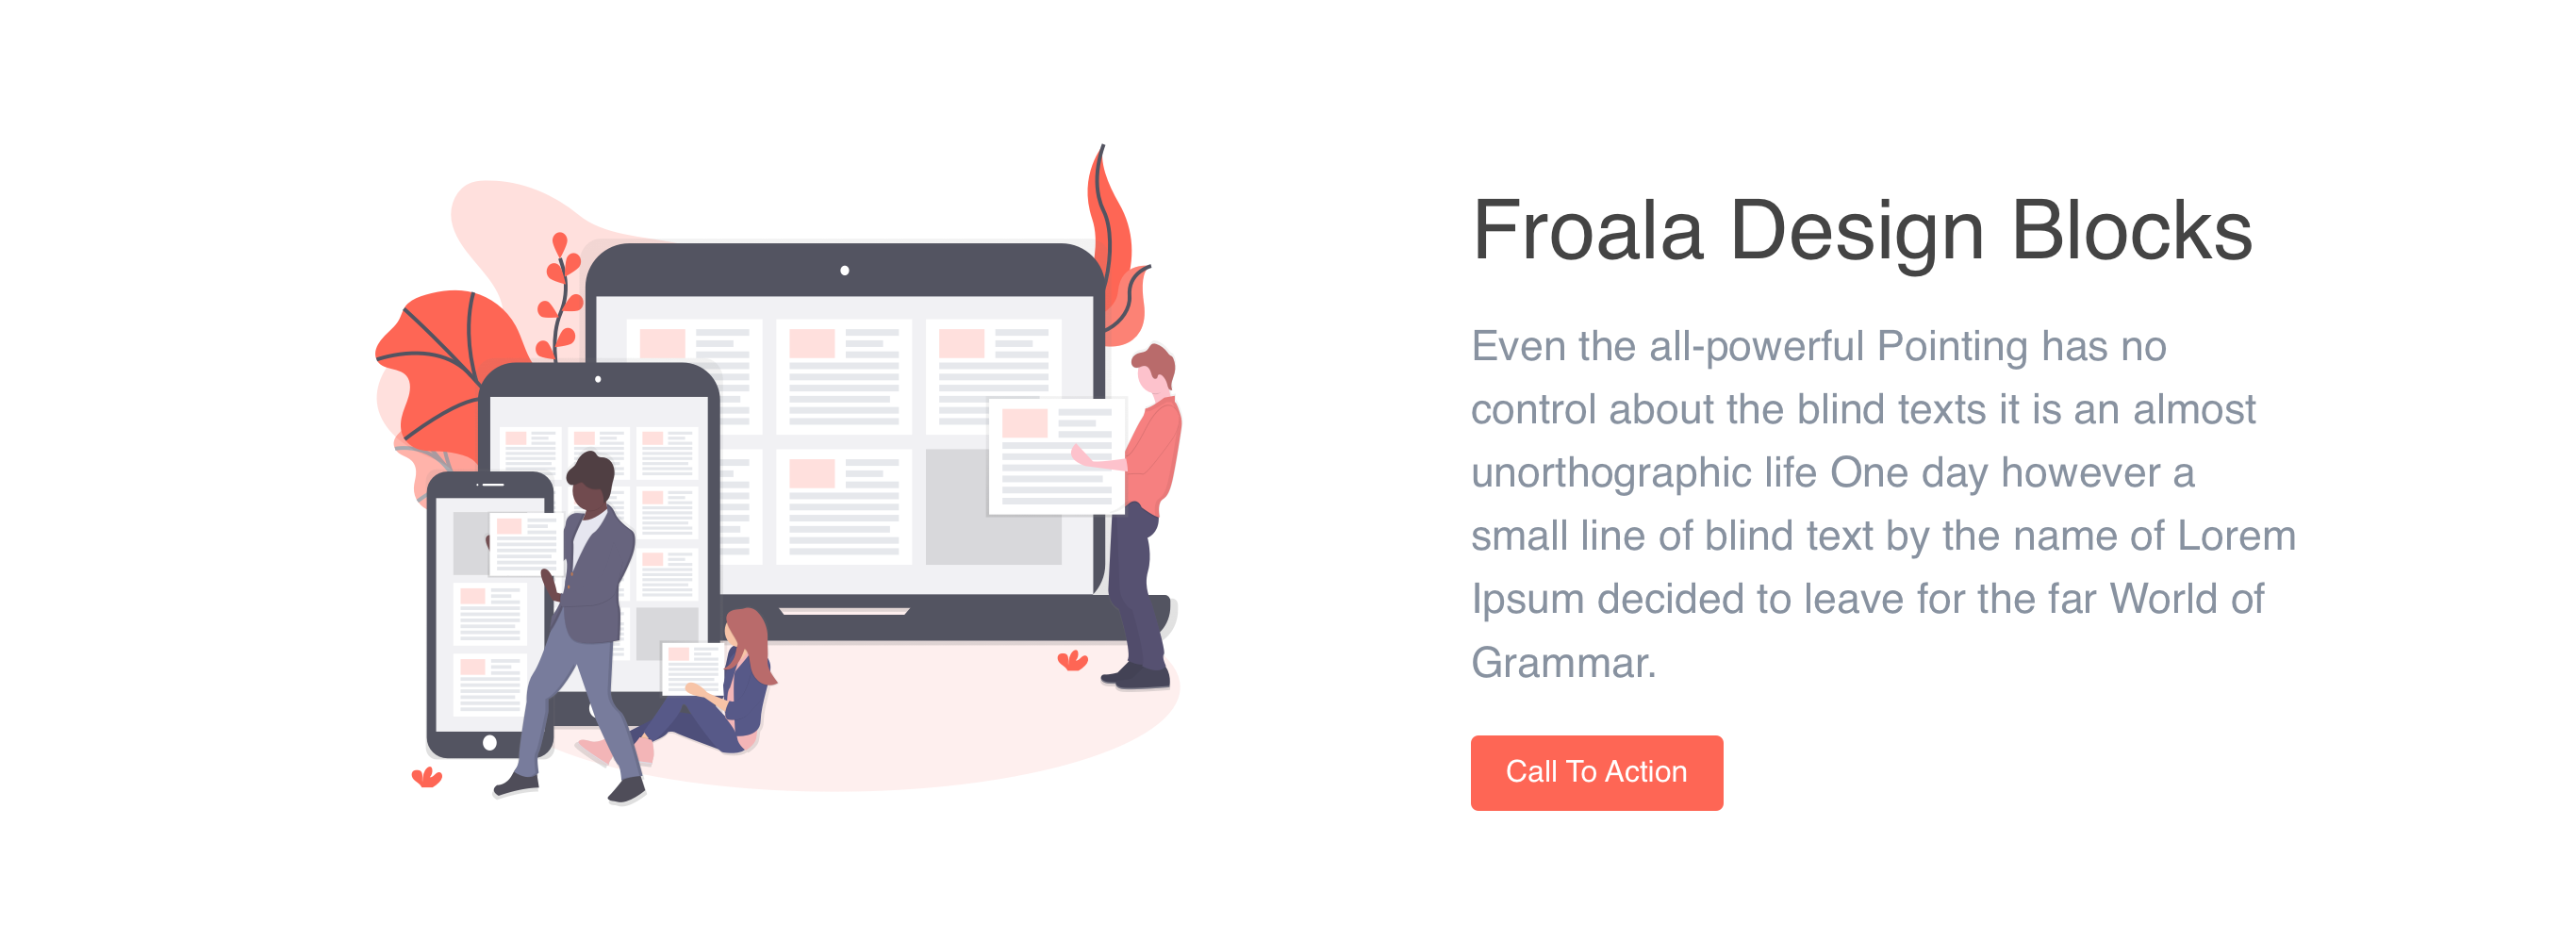 Froala Design Blocks
Even the all-powerful Pointing has no
control about the blind texts it is an almost
unorthographic life One day however a
small line of blind text by the name of Lorem
Ipsum decided to leave for the far World of
Grammar.
Call To Action